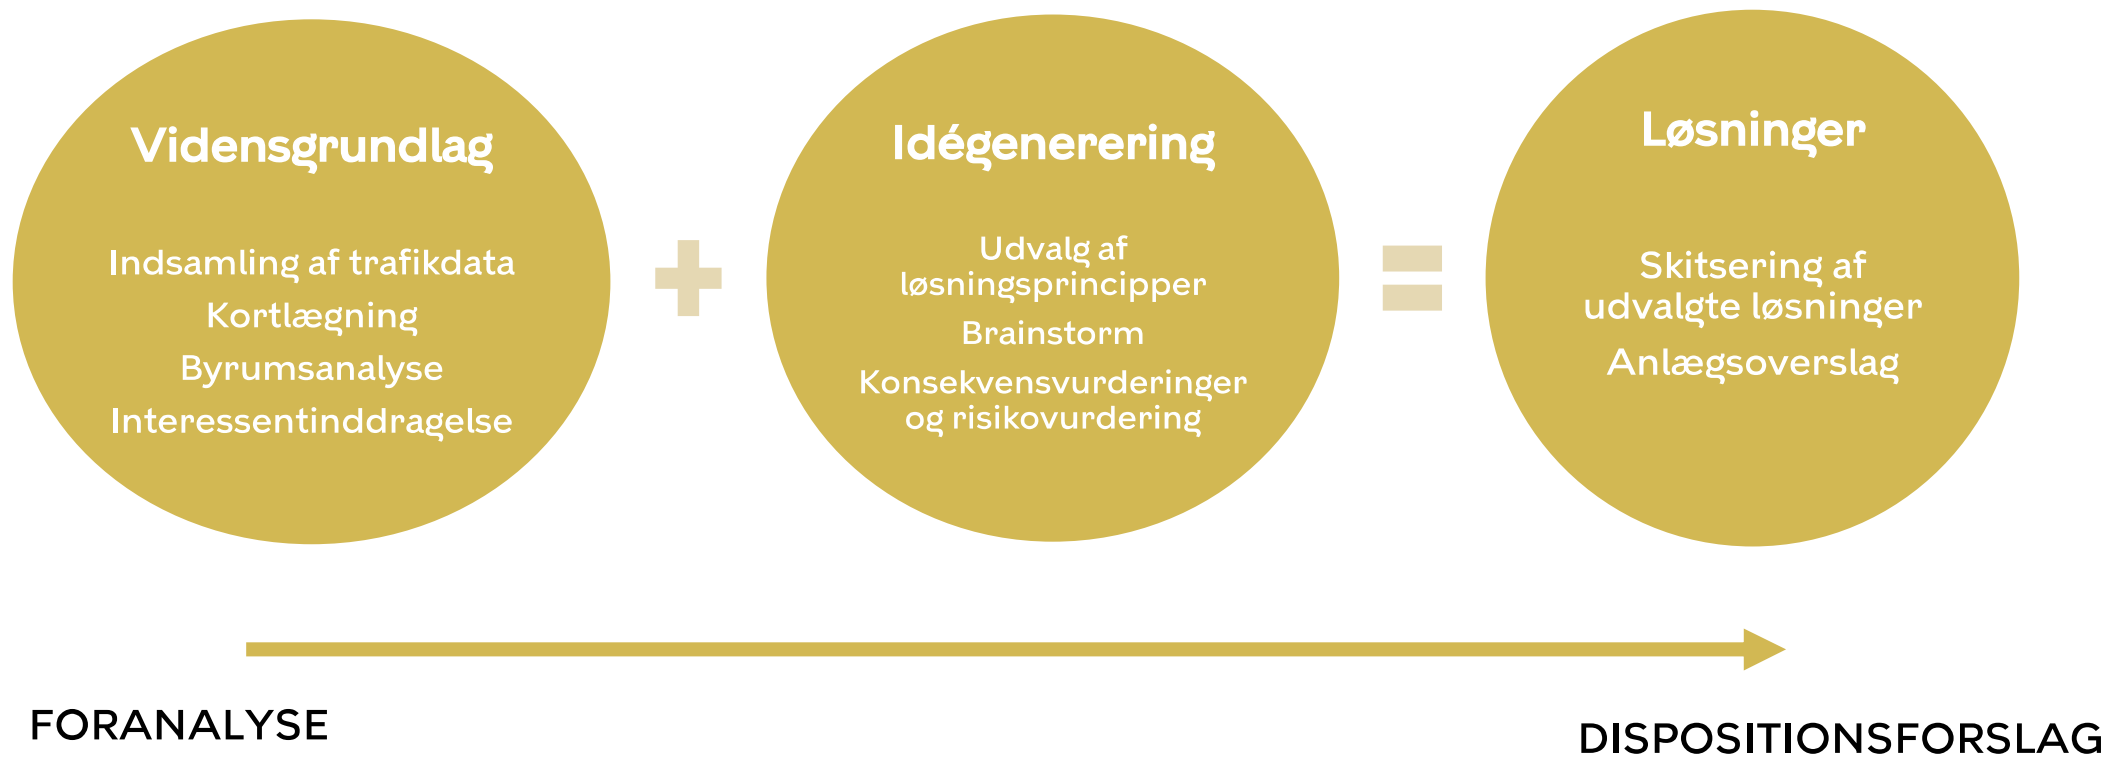 Vidensgrundlag
Indsamling af trafikdata
Kortlægning
Byrumsanalyse
Interessentinddragelse
Idégenerering
Udvalg af
løsningsprincipper
Brainstorm
Konsekvensvurderinger
og risikovurdering
Løsninger
Skitsering af
udvalgte løsninger
Anlægsoverslag
FORANALYSE
DISPOSITIONSFORSLAG